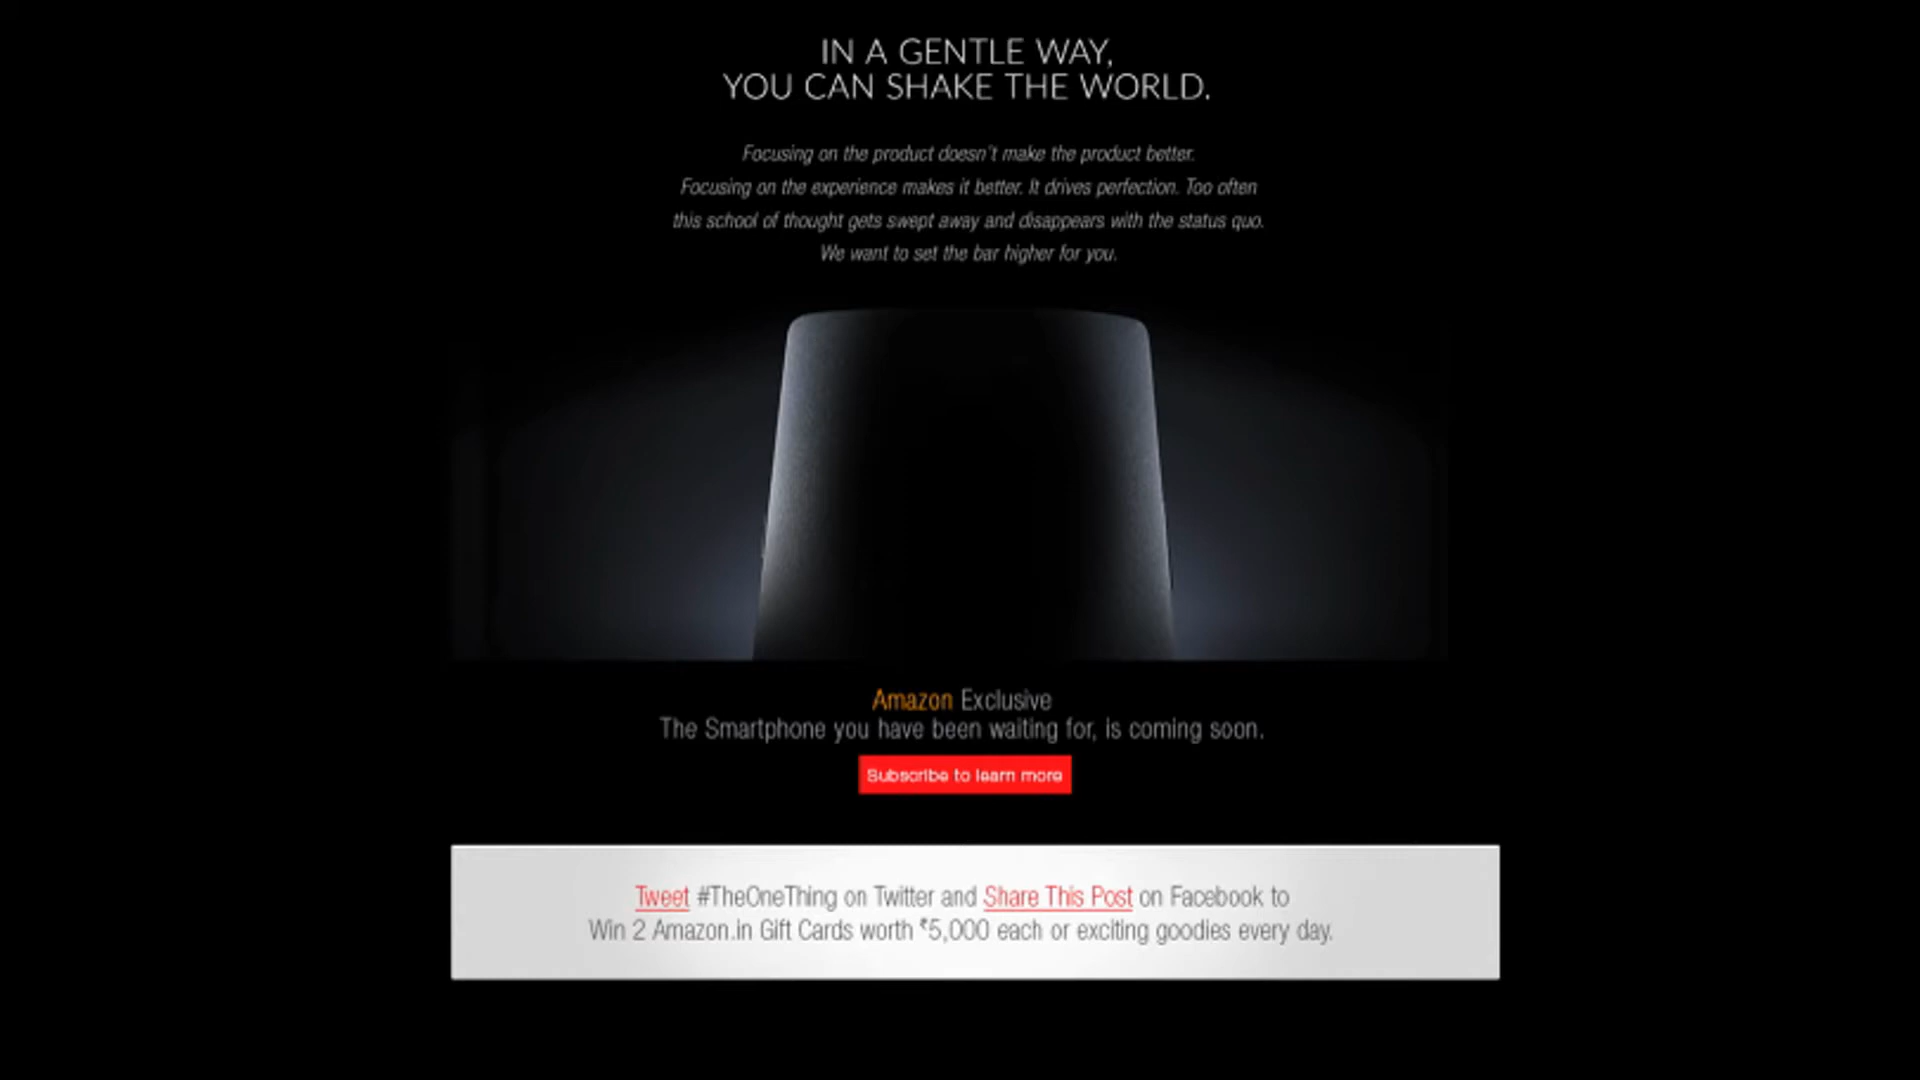 IN A GENTLE WAY,
YOU CAN SHAKE THE WORLD.
Focusing on the product doesn't make the product better.
Focusing on the experience makes it better. It drives perfection. Too often
this school of thought gets swept away and disappears with the status quo.
We want to set the bar higher for you.
Amazon Exclusive
The Smartphone you have been waiting for, is coming soon.
Subscribe to learn more
Tweet #TheOneThing on Twitter and Share This Post on Facebook to
Win 2 Amazon.in Gift Cards worth ₹5,000 each or exciting goodies every day.